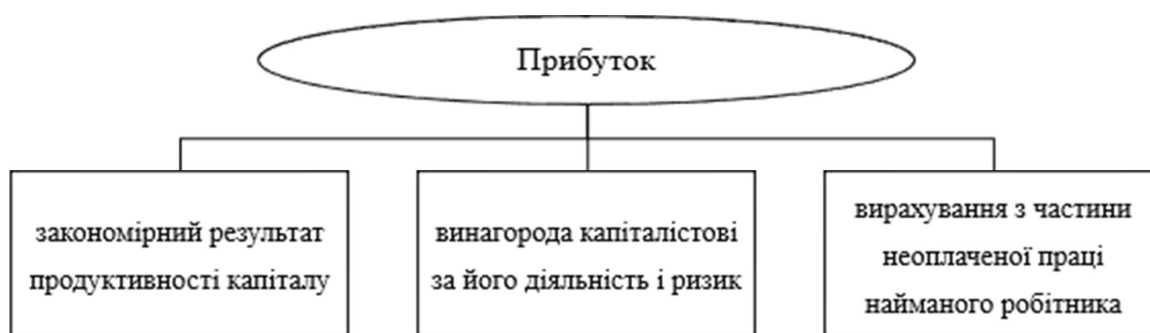 Прибуток
закономірний результат
продуктивності капіталу
винагорода капіталістові
за його діяльність і ризик
вирахування з частини
неоплаченої праці
найманого робітника